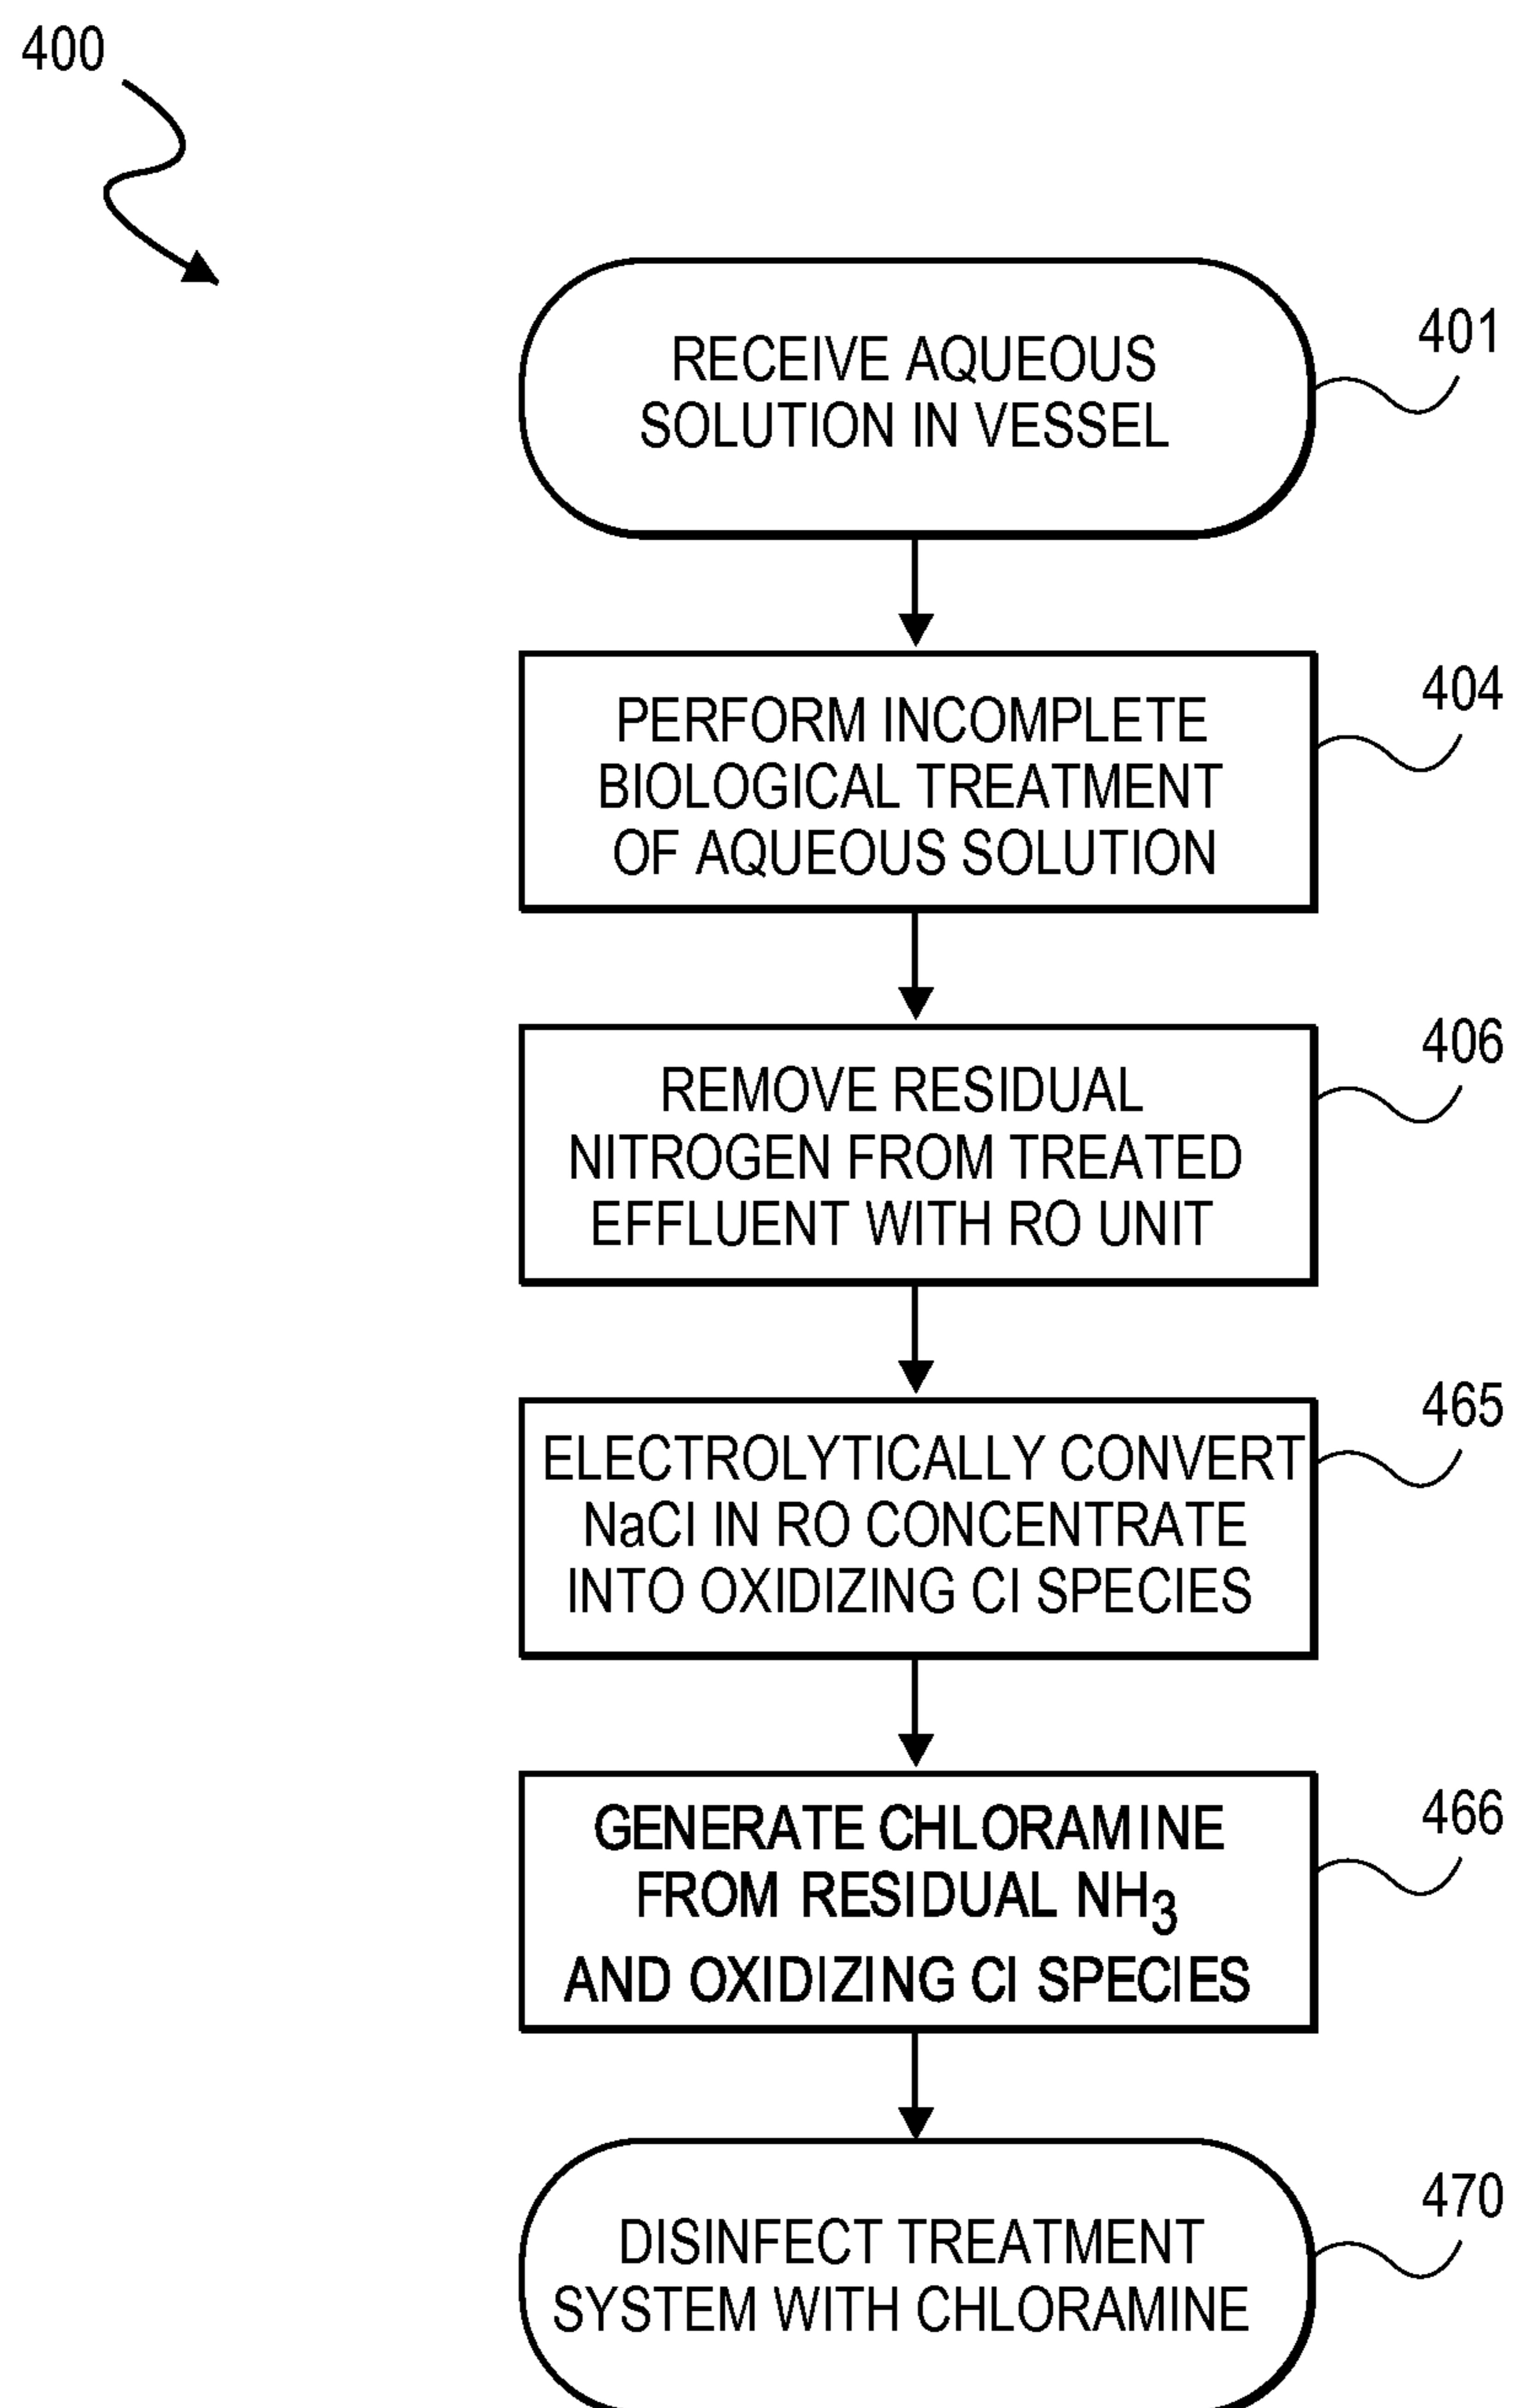 400
RECEIVE AQUEOUS
SOLUTION IN VESSEL
401
PERFORM INCOMPLETE
BIOLOGICAL TREATMENT
OF AQUEOUS SOLUTION
404
REMOVE RESIDUAL
NITROGEN FROM TREATED
EFFLUENT WITH RO UNIT
406
ELECTROLYTICALLY CONVERT
NaCl IN RO CONCENTRATE
INTO OXIDIZING Cl SPECIES
465
GENERATE CHLORAMINE
FROM RESIDUAL NH3
AND OXIDIZING Cl SPECIES
466
DISINFECT TREATMENT
SYSTEM WITH CHLORAMINE
470